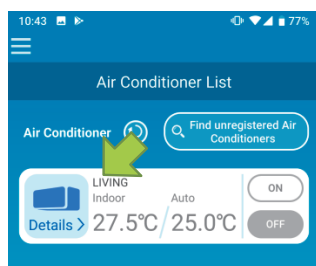 10:43 77%
Air Conditioner List
Air Conditioner
Find unregistered Air
Conditioners
LIVING
Indoor Auto ON
Details > 27.5℃ 25.0℃ OFF